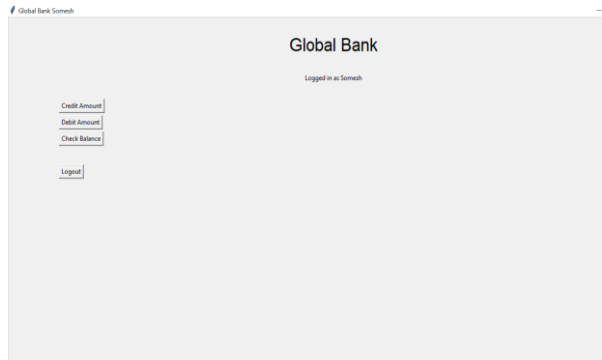 Global Bank Somesh
Global Bank
Logged in as Somesh
Credit Amount
Debit Amount
Check Balance
Logout